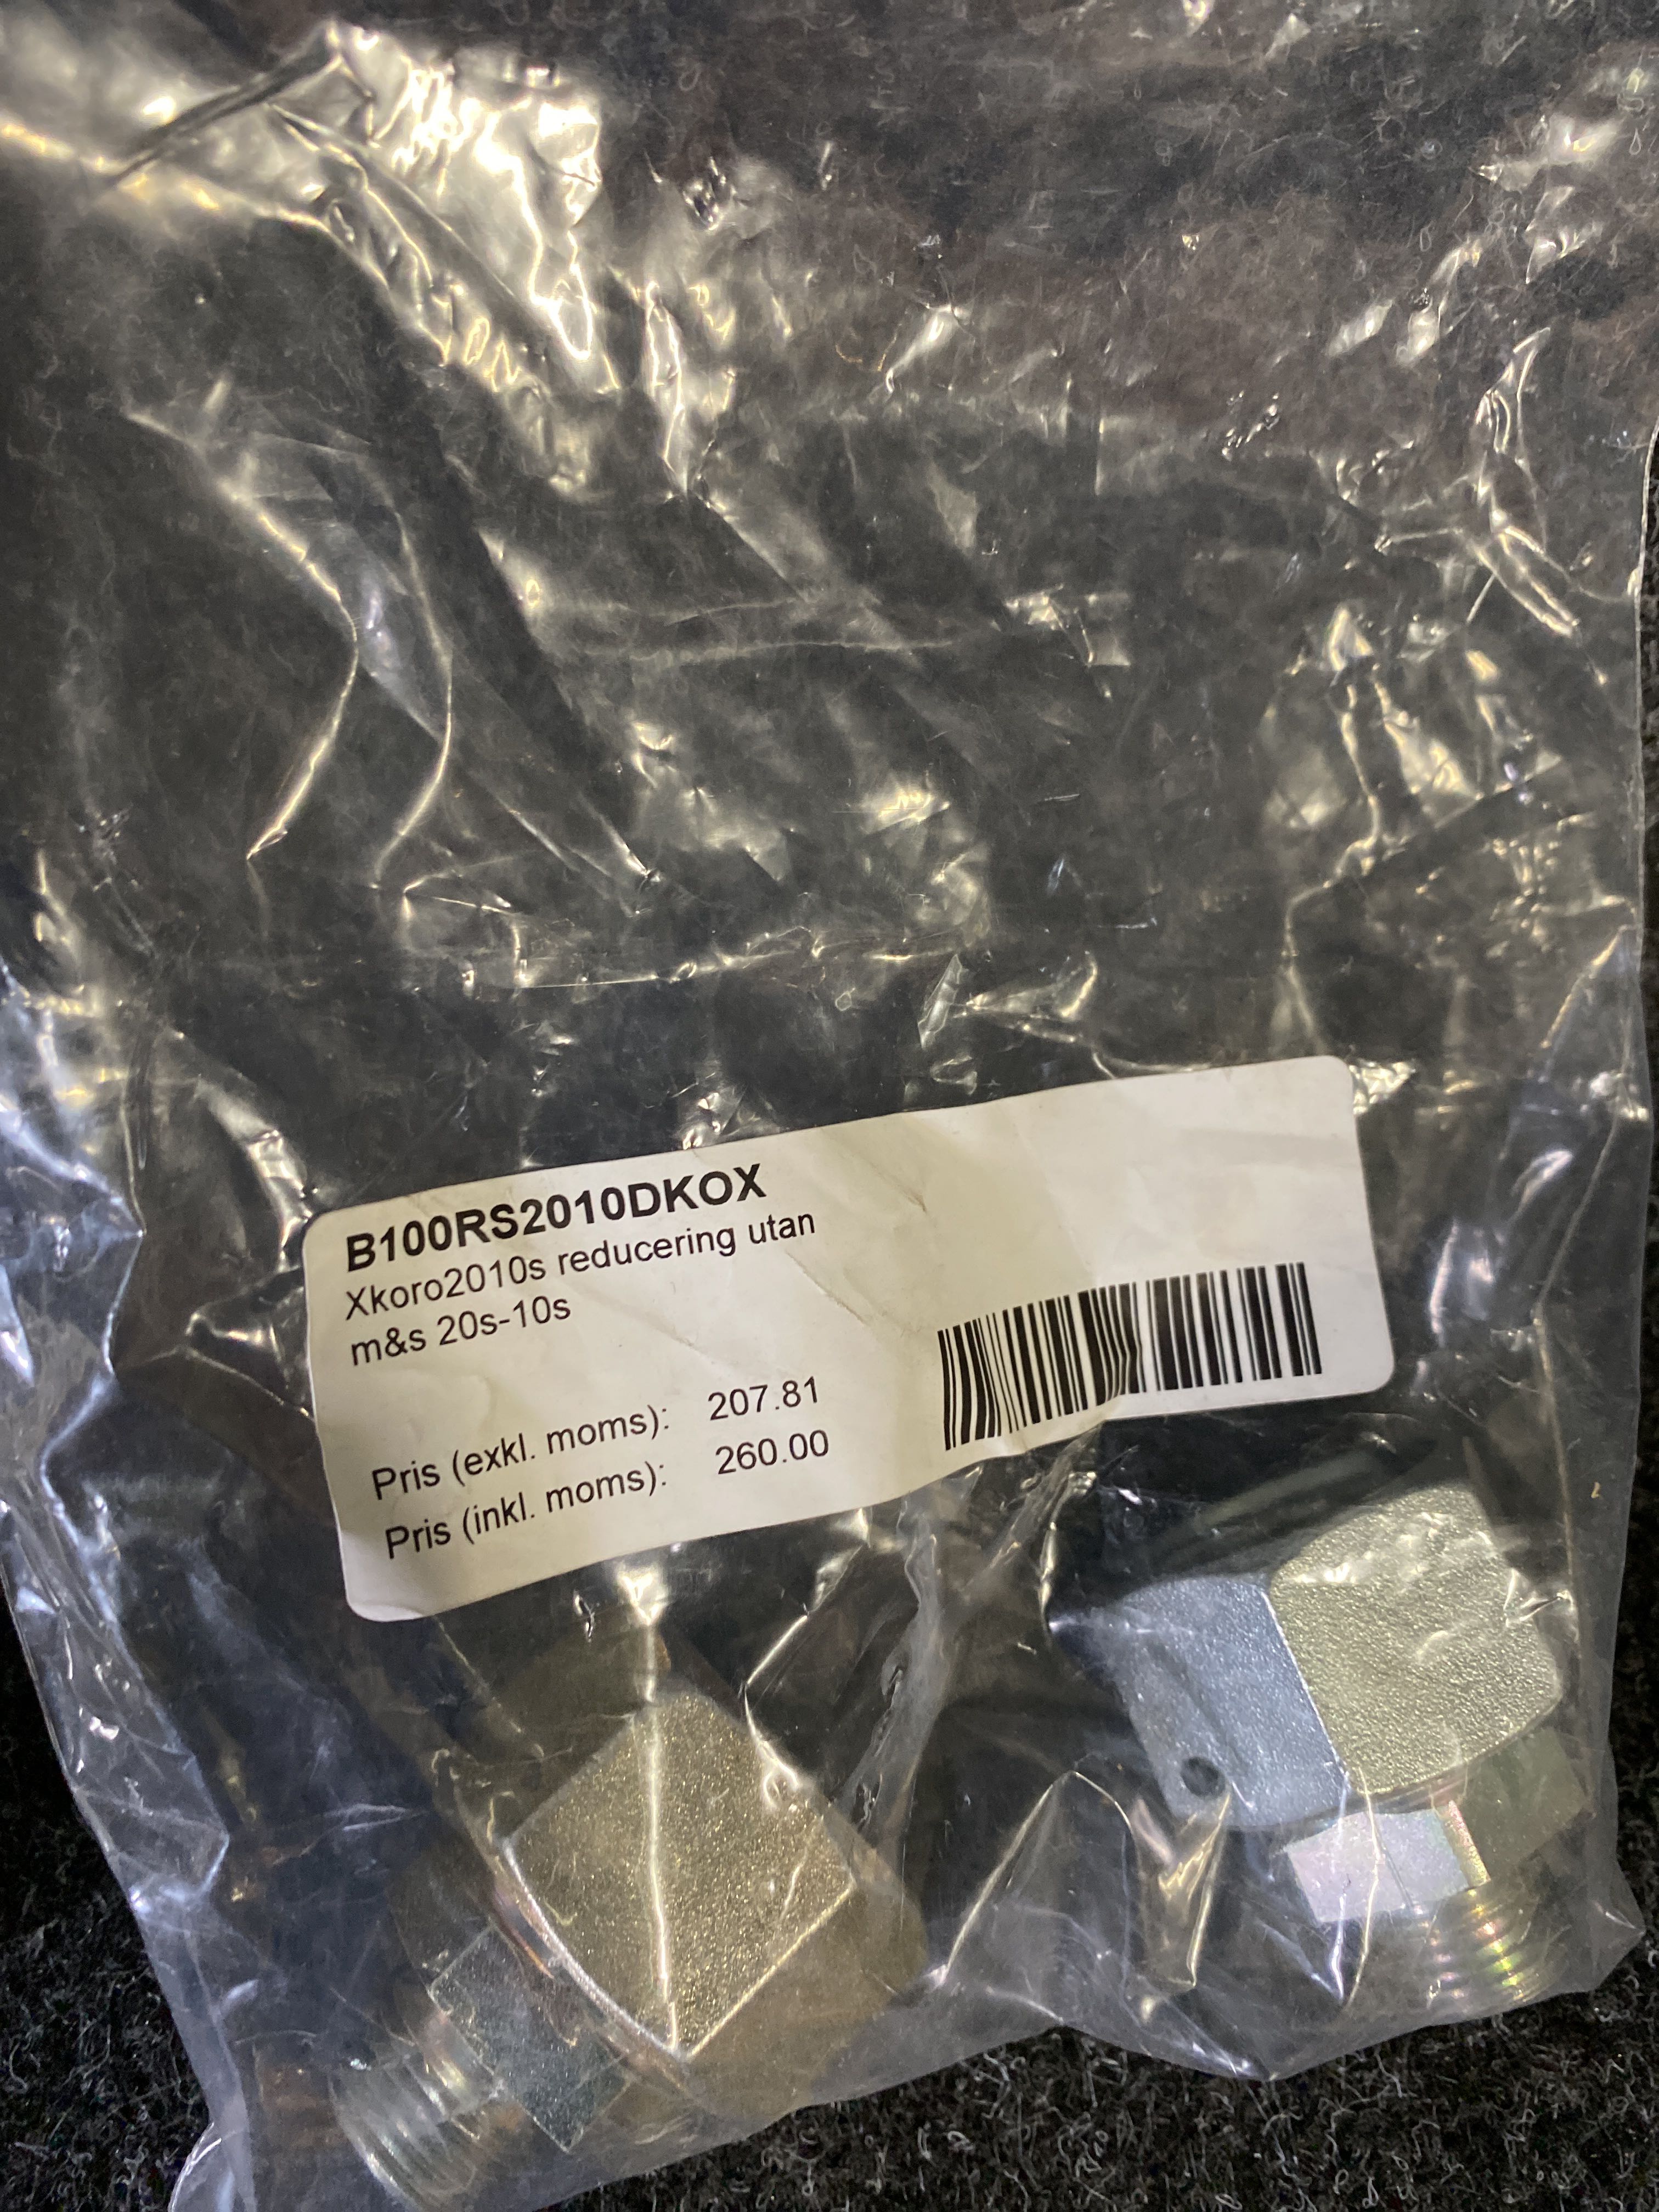 B100RS2010DKOX
Xkoro2010s reducering utan
m&s 20s-10s
Pris (exkl. moms): 207.81
Pris (inkl. moms): 260.00